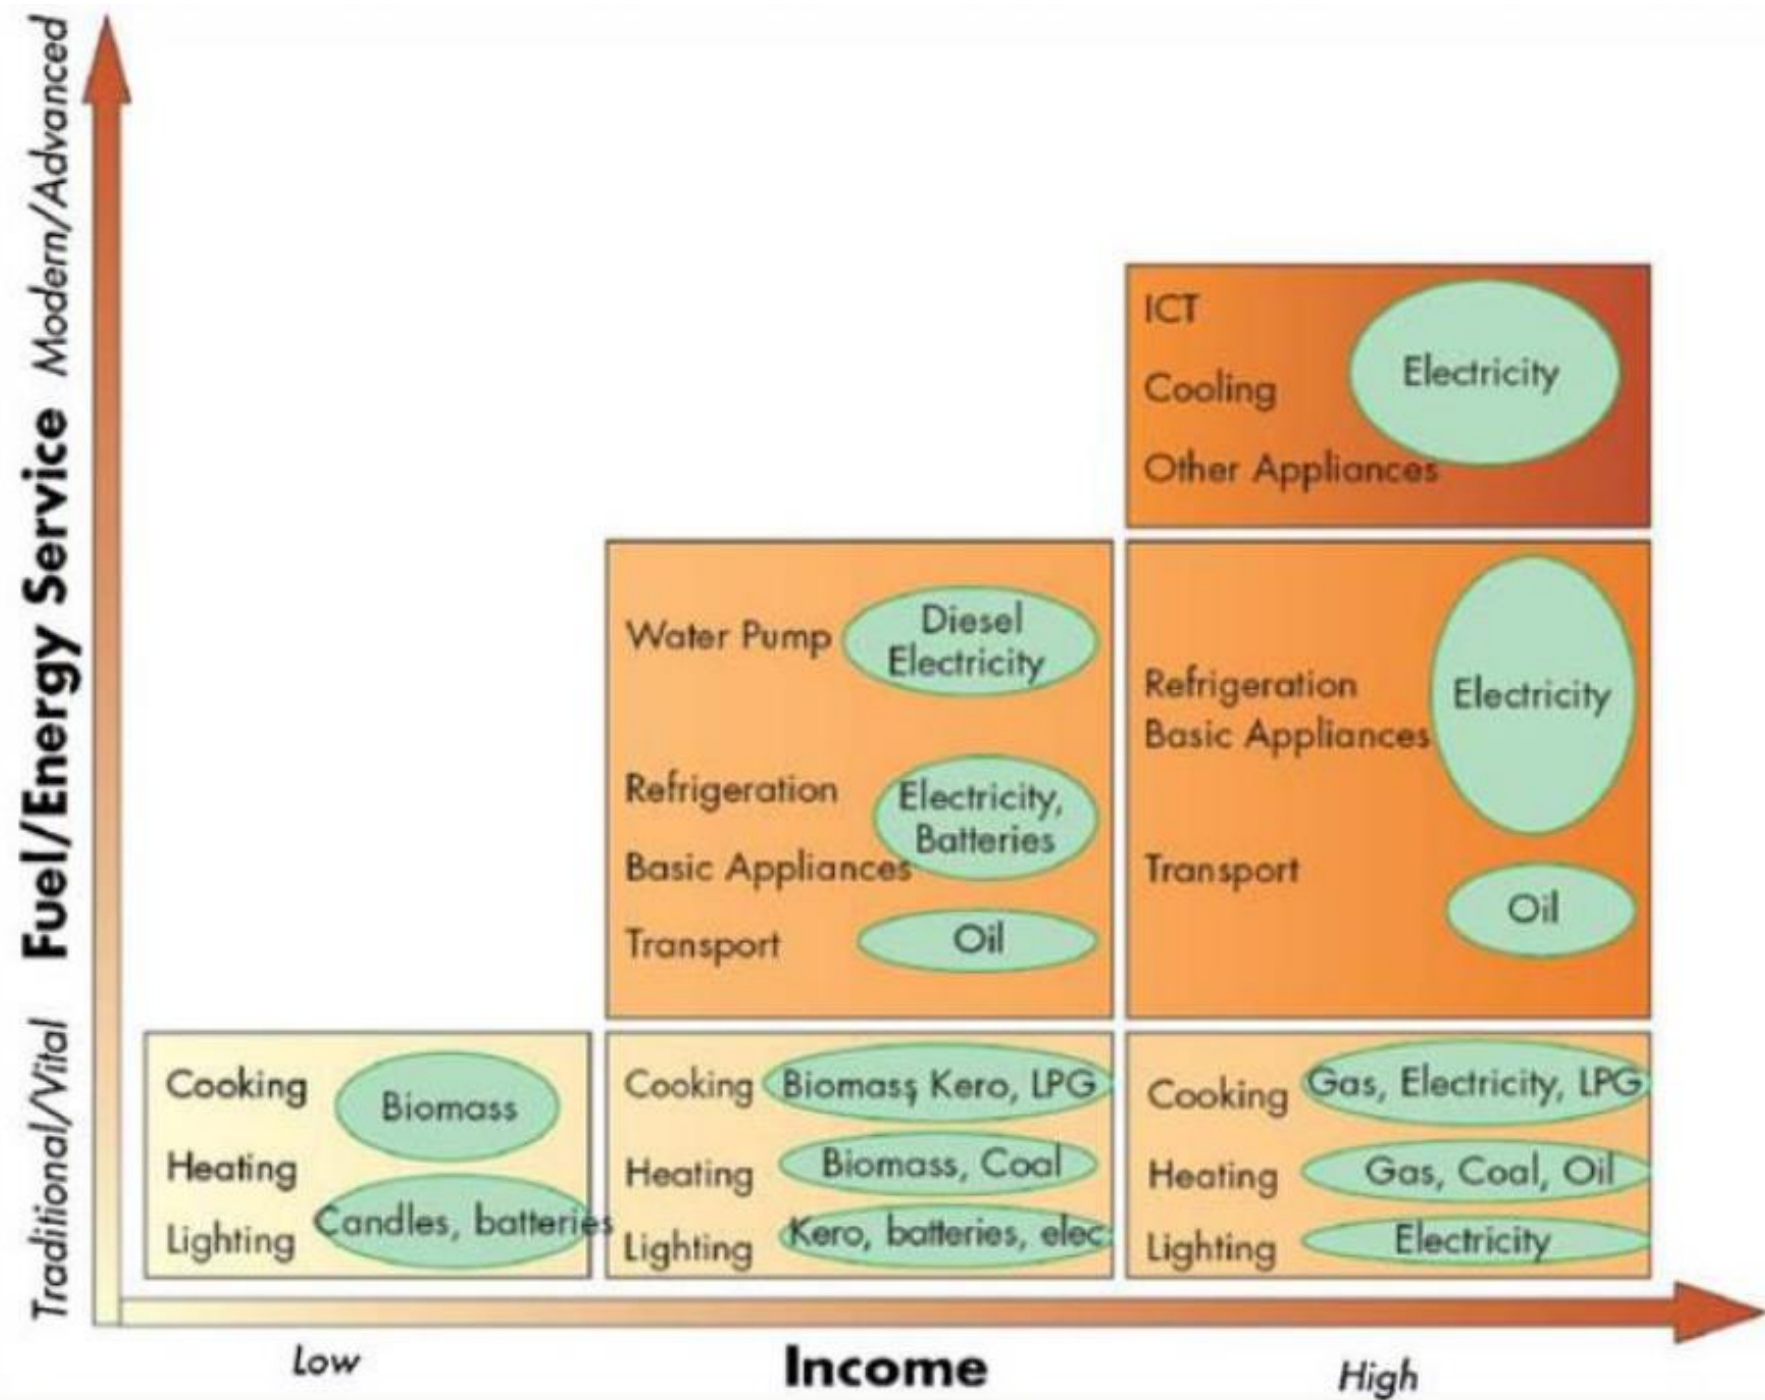 Modern/Advanced
Fuel/Energy Service
Traditional/Vital
ICT
Cooling
Other Appliances
Electricity
Water Pump
Diesel
Electricity
Refrigeration
Basic Appliances
Electricity,
Batteries
Transport
Oil
Refrigeration
Basic Appliances
Electricity
Transport
Oil
Cooking
Heating
Biomass
Lighting
Candles, batteries
Cooking
Biomass, Kero, LPG
Heating
Biomass, Coal
Lighting
Kero, batteries, elec.
Cooking
Gas, Electricity, LPG
Heating
Gas, Coal, Oil
Lighting
Electricity
Low
Income
High